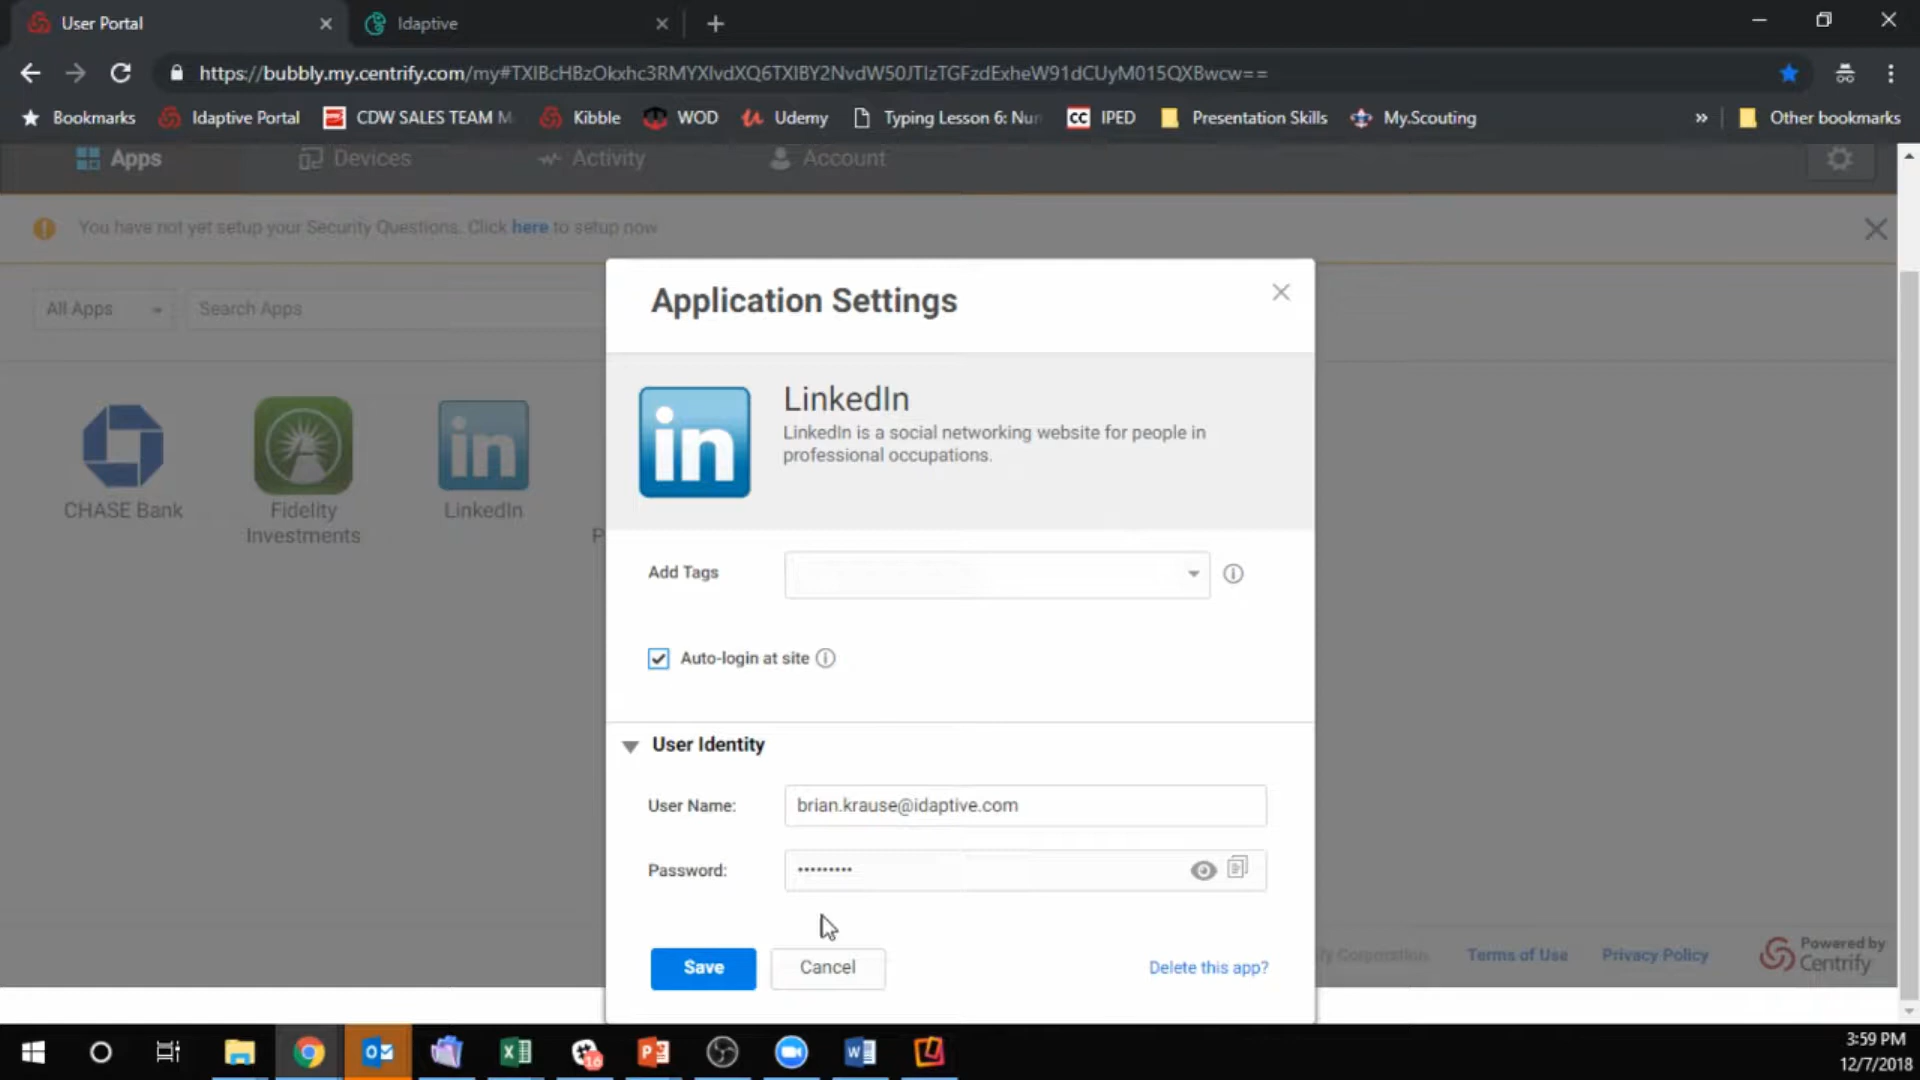 User Portal
Idaptive
https://bubbly.my.centrify.com/my#TXlBcHBzOkxhc3RMYXlvdXQ6TXlBY2NvdW50JTIzTGFzdExheW91dCUyM015QXBwcw==
Bookmarks
Idaptive Portal
CDW SALES TEAM M
Kibble
WOD
Udemy
Typing Lesson 6: Nu
CC IPED
Presentation Skills
My.Scouting
»
Other bookmarks
Apps
Devices
Activity
Account
You have not yet setup your Security Questions. Click here to setup now
All Apps
Search Apps
CHASE Bank
Fidelity
Investments
LinkedIn
P
Application Settings
in
LinkedIn
LinkedIn is a social networking website for people in
professional occupations.
Add Tags
Auto-login at site
User Identity
User Name:
brian.krause@idaptive.com
Password:
•••••••••
Save
Cancel
Delete this app?
Corporation
Terms of Use
Privacy Policy
Powered by
Centrify
16
3:59 PM
12/7/2018